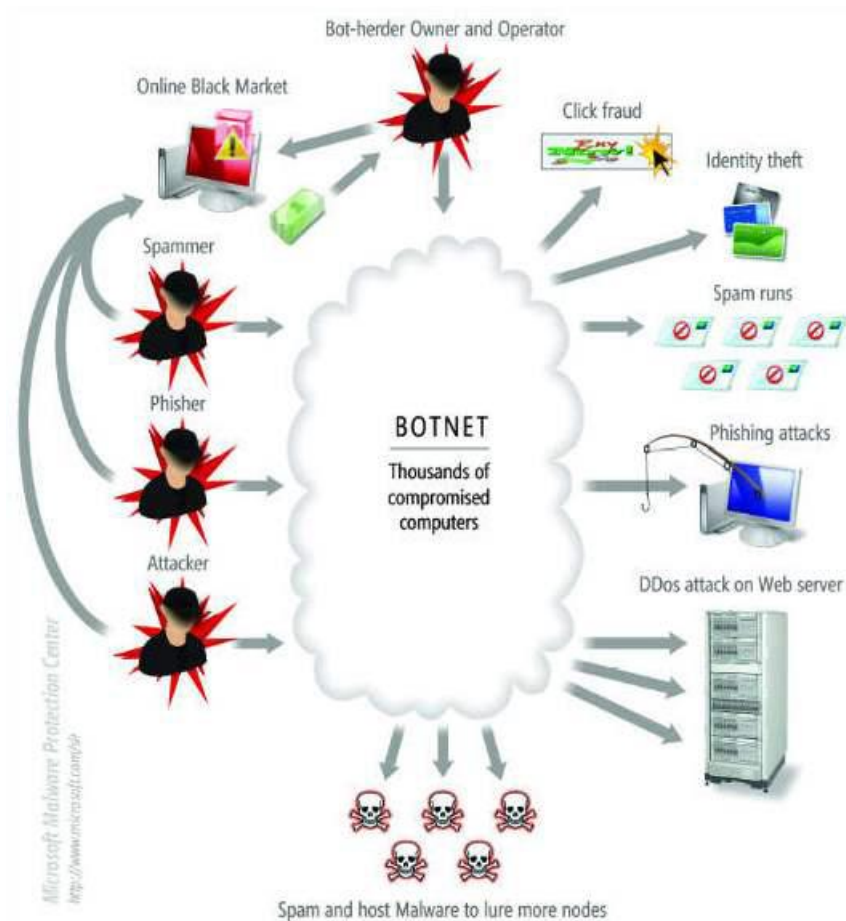 Bot-herder Owner and Operator
Online Black Market
Click fraud
Identity theft
Spammer
Spam runs
Phisher
BOTNET
Thousands of
compromised
computers
Phishing attacks
Attacker
DDos attack on Web server
Microsoft Malware Protection Center
Spam and host Malware to lure more nodes